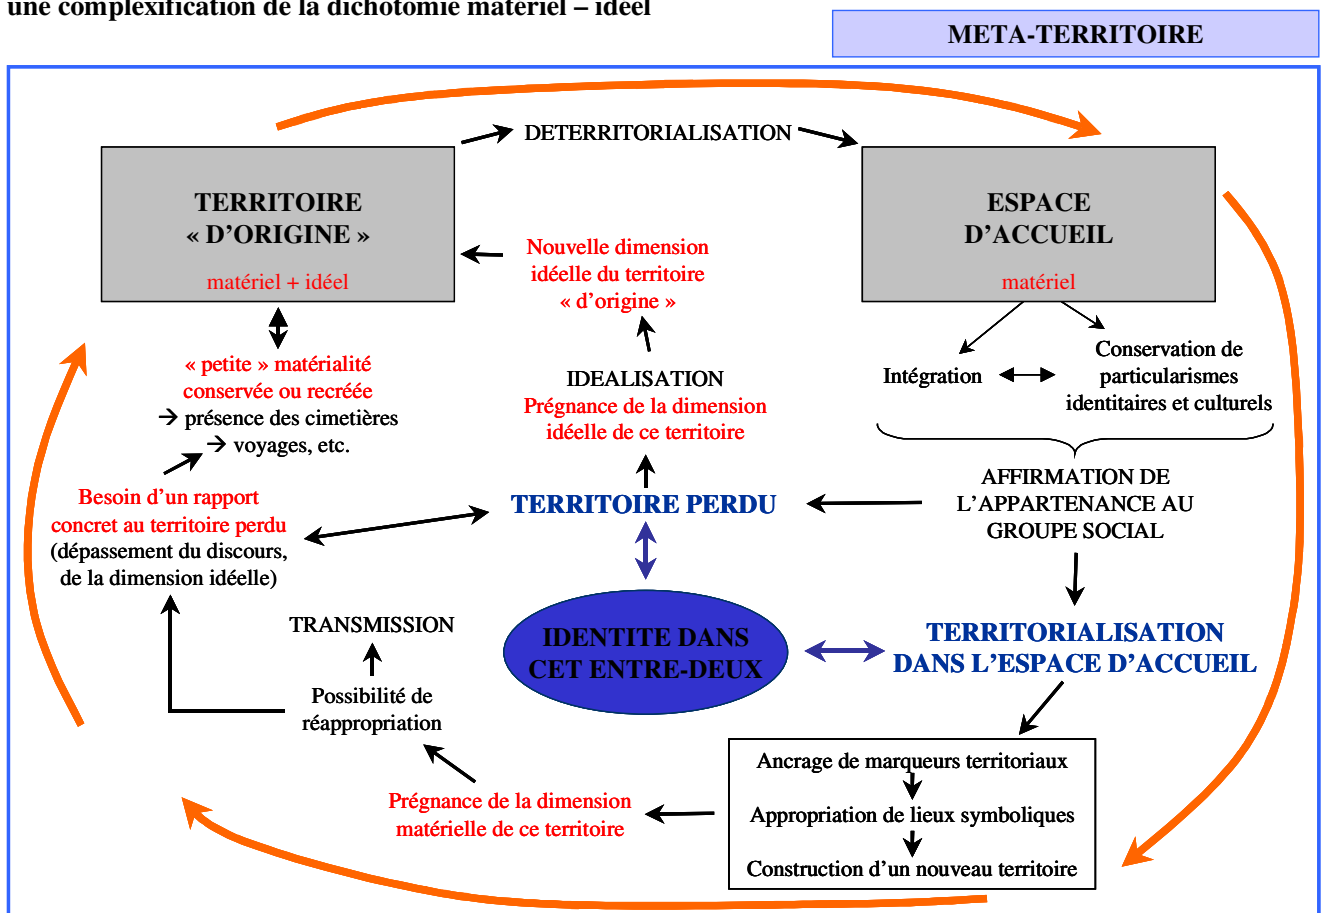 une complexification de la dichotomie matériel – idéel
META-TERRITOIRE
DETERRITORIALISATION
TERRITOIRE
« D'ORIGINE »
matériel + idéel
ESPACE
D'ACCUEIL
matériel
Nouvelle dimension
idéelle du territoire
« d'origine »
« petite » matérialité
conservée ou recréée
→ présence des cimetières
→ voyages, etc.
IDEALISATION
Prégnance de la dimension
idéelle de ce territoire
Intégration
Conservation de
particularismes
identitaires et culturels
Besoin d'un rapport
concret au territoire perdu
(dépassement du discours,
de la dimension idéelle)
TERRITOIRE PERDU
AFFIRMATION DE
L'APPARTENANCE AU
GROUPE SOCIAL
TRANSMISSION
IDENTITE DANS
CET ENTRE-DEUX
TERRITORIALISATION
DANS L'ESPACE D'ACCUEIL
Possibilité de
réappropriation
Ancrage de marqueurs territoriaux
Appropriation de lieux symboliques
Construction d'un nouveau territoire
Prégnance de la dimension
matérielle de ce territoire